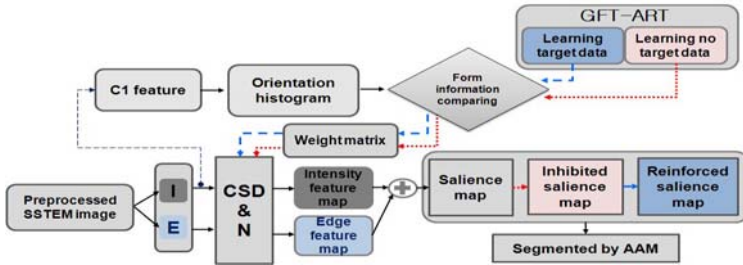 GFT-ART
Learning
target data
Learning no
target data
C1 feature
Orientation
histogram
Form
information
comparing
Weight matrix
Preprocessed
SSTEM image
I
E
CSD
&
N
Intensity
feature
map
Edge
feature
map
Salience
map
Inhibited
salience
map
Reinforced
salience
map
Segmented by AAM